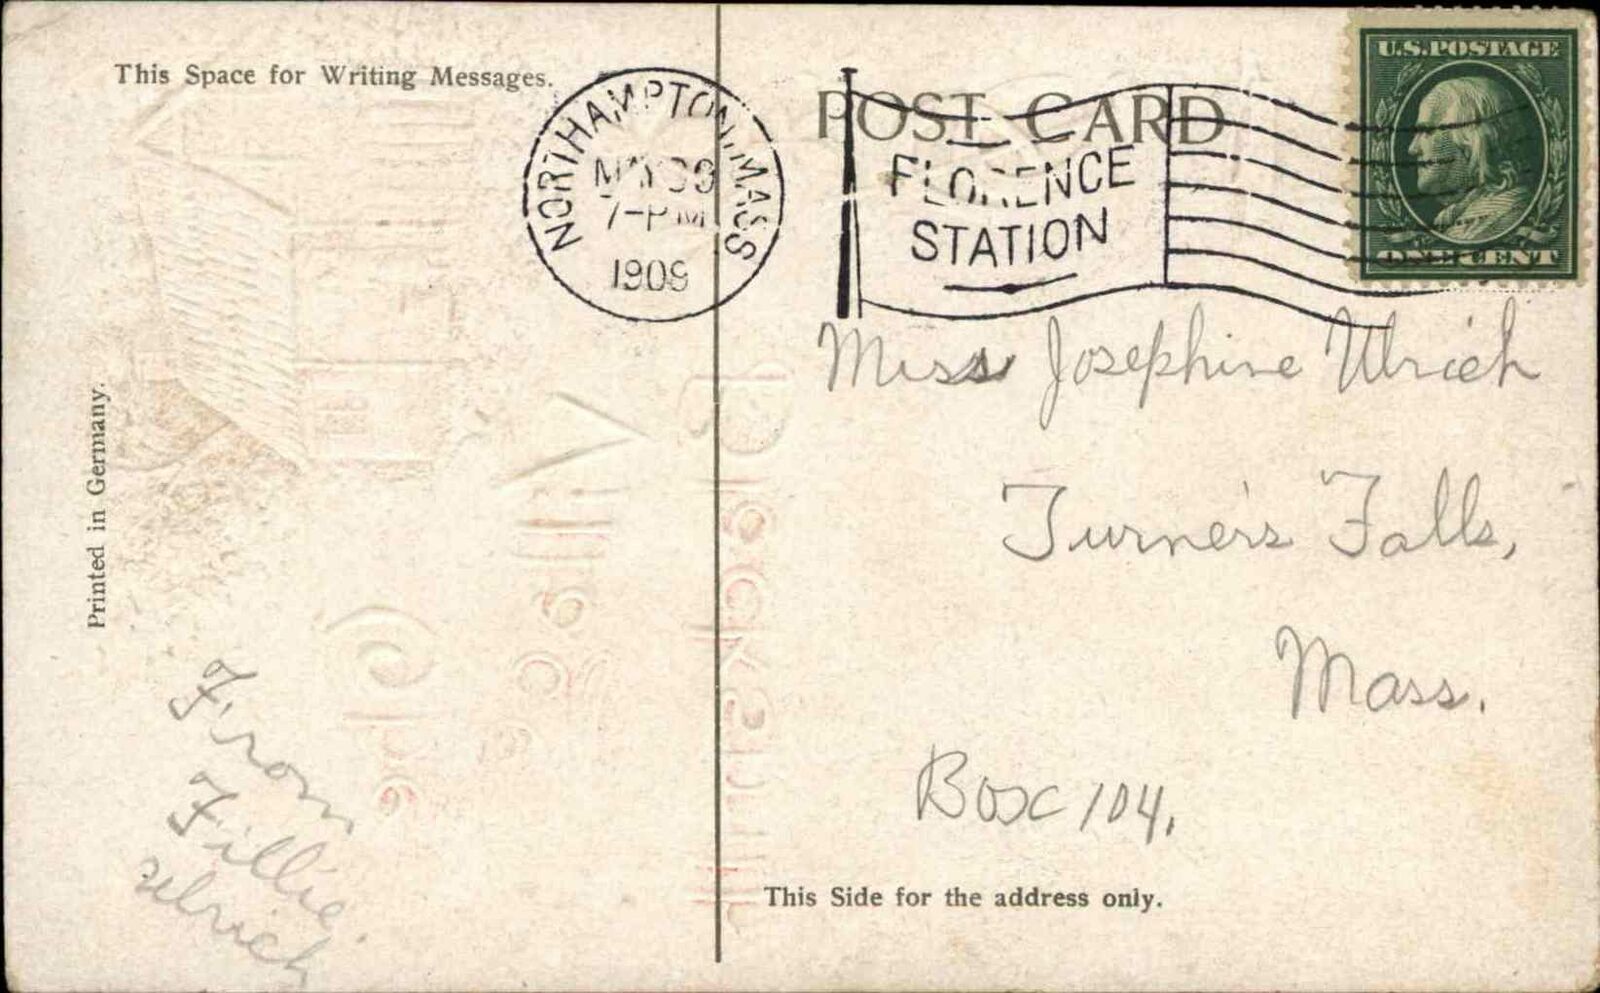 This Space for Writing Messages.
NORTHAMPTON, MASS
7-PM
1909
POST CARD
FLORENCE
STATION
U.S. POSTAGE
ONE CENT
Miss Josephine Ulrich
Turner's Falls,
Mass.
Box 104.
Printed in Germany.
From
Tillie
Ulrich
This Side for the address only.